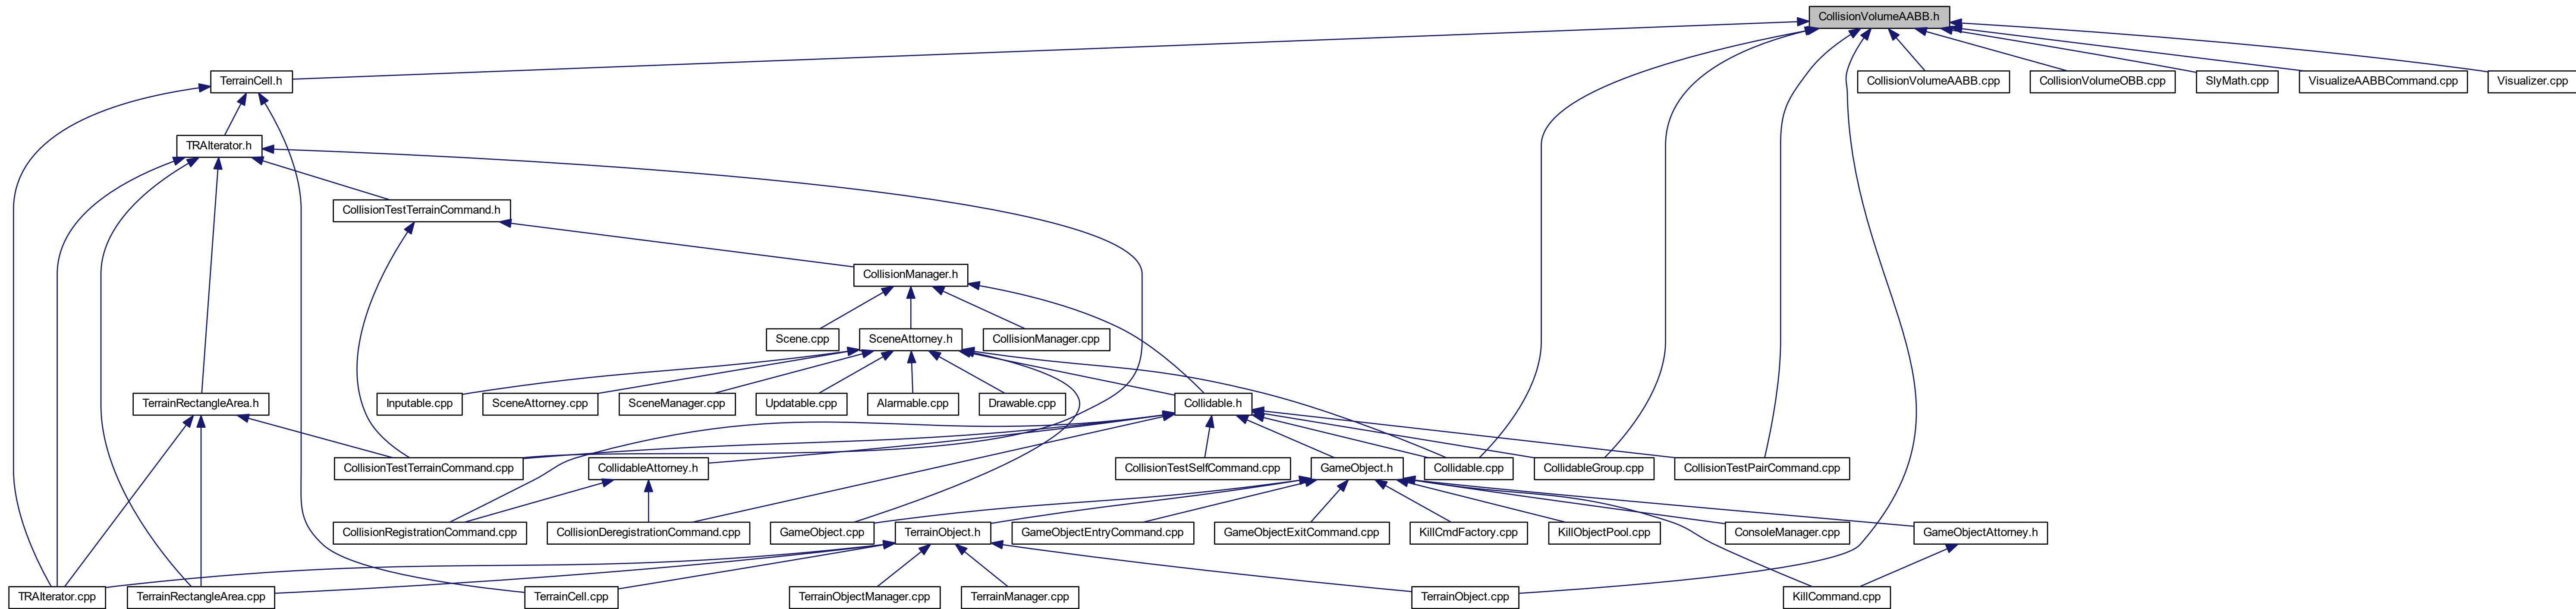 CollisionVolumeAABB.h
TerrainCell.h
CollisionVolumeAABB.cpp
CollisionVolumeOBB.cpp
SlyMath.cpp
VisualizeAABBCommand.cpp
Visualizer.cpp
TRAIterator.h
CollisionTestTerrainCommand.h
CollisionManager.h
Scene.cpp
SceneAttorney.h
CollisionManager.cpp
TerrainRectangleArea.h
Inputable.cpp
SceneAttorney.cpp
SceneManager.cpp
Updatable.cpp
Alarmable.cpp
Drawable.cpp
Collidable.h
CollisionTestTerrainCommand.cpp
CollidableAttorney.h
CollisionTestSelfCommand.cpp
GameObject.h
Collidable.cpp
CollidableGroup.cpp
CollisionTestPairCommand.cpp
CollisionRegistrationCommand.cpp
CollisionDeregistrationCommand.cpp
GameObject.cpp
TerrainObject.h
GameObjectEntryCommand.cpp
GameObjectExitCommand.cpp
KillCmdFactory.cpp
KillObjectPool.cpp
ConsoleManager.cpp
GameObjectAttorney.h
TRAIterator.cpp
TerrainRectangleArea.cpp
TerrainCell.cpp
TerrainObjectManager.cpp
TerrainManager.cpp
TerrainObject.cpp
KillCommand.cpp